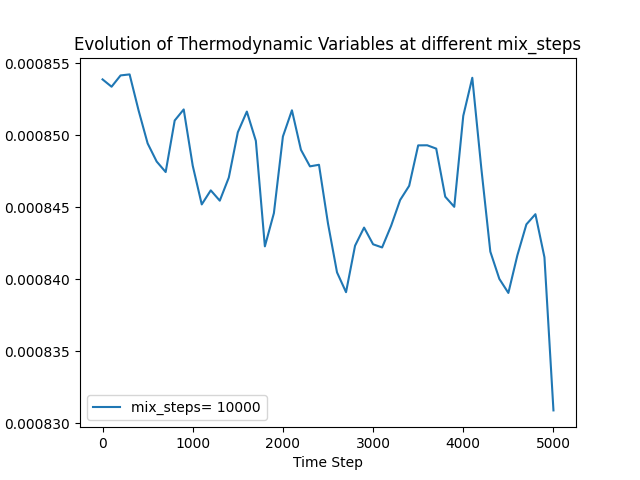 Evolution of Thermodynamic Variables at different mix_steps
0.000855
0.000850
0.000845
0.000840
0.000835
0.000830
mix_steps= 10000
0 1000 2000 3000 4000 5000
Time Step